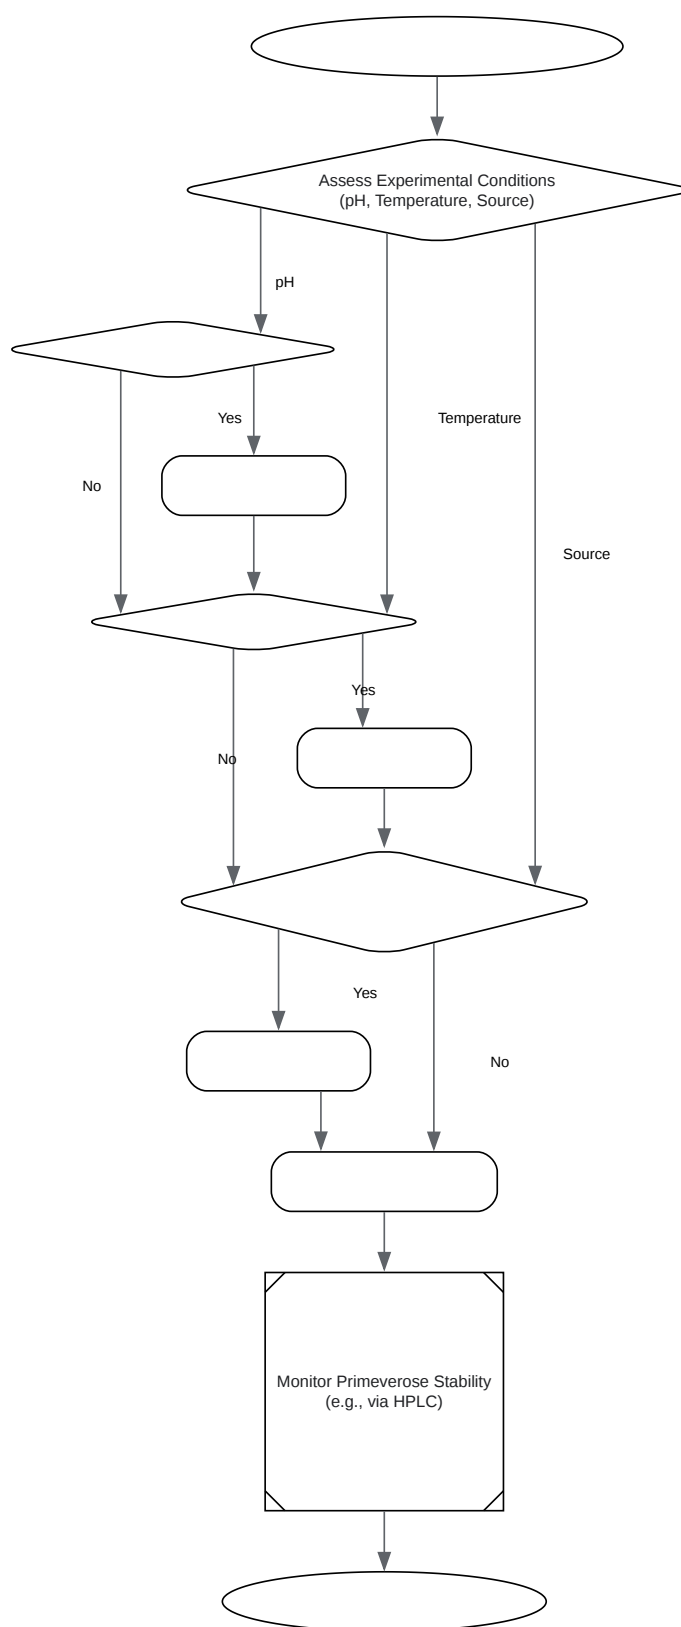 Assess Experimental Conditions
(pH, Temperature, Source)
pH
Yes
Temperature
No
Source
Yes
No
Yes
No
Monitor Primeverose Stability
(e.g., via HPLC)